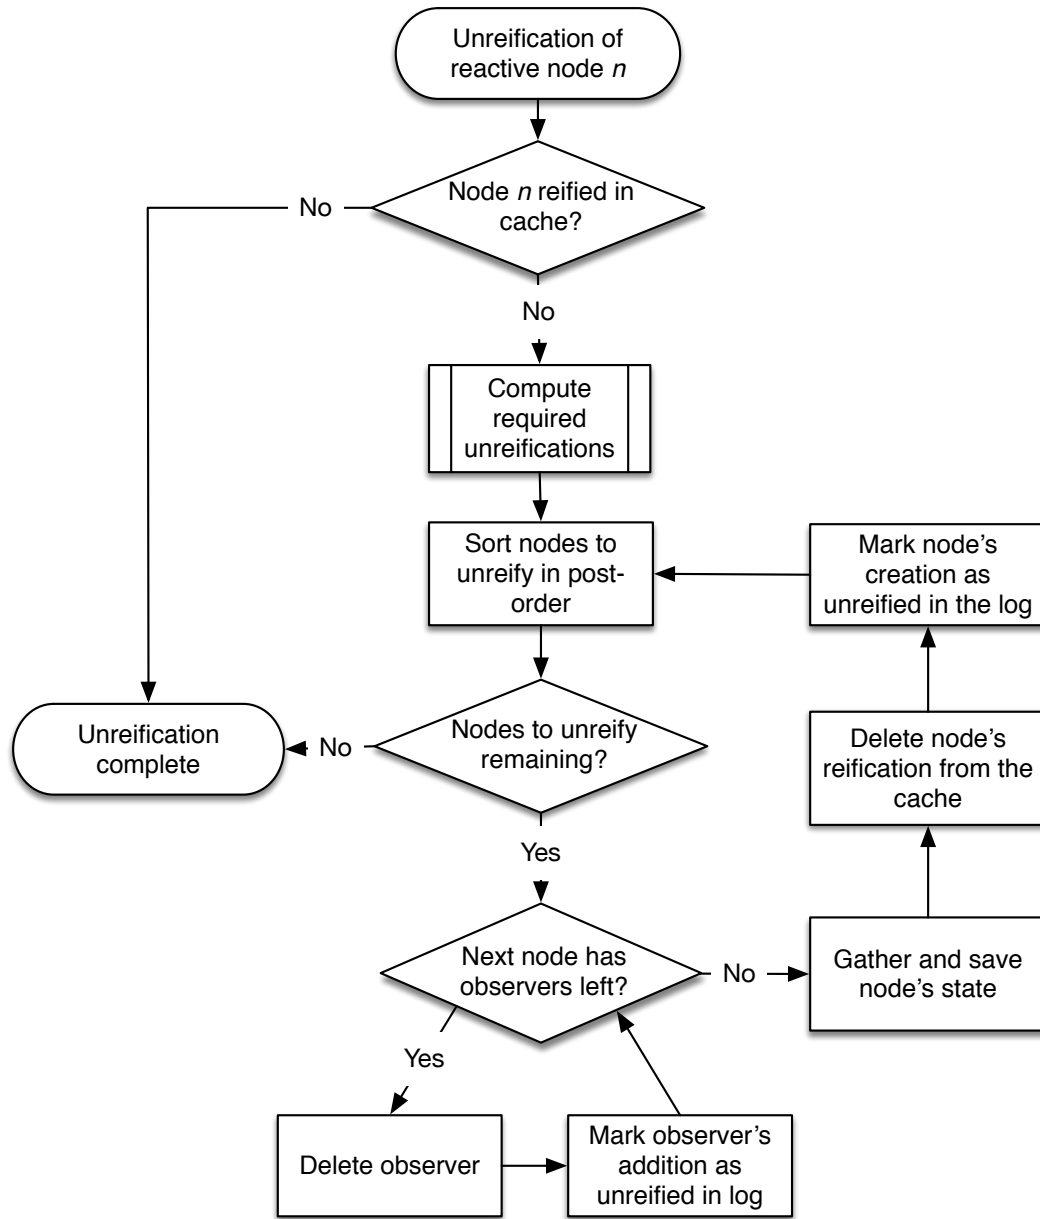 Unreification of
reactive node n
Node n reified in
cache?
No
No
Compute
required
unreifications
Sort nodes to
unreify in post-
order
Mark node's
creation as
unreified in the log
Unreification
complete
No
Nodes to unreify
remaining?
Delete node's
reification from the
cache
Yes
Next node has
observers left?
No
Gather and save
node's state
Yes
Delete observer
Mark observer's
addition as
unreified in log